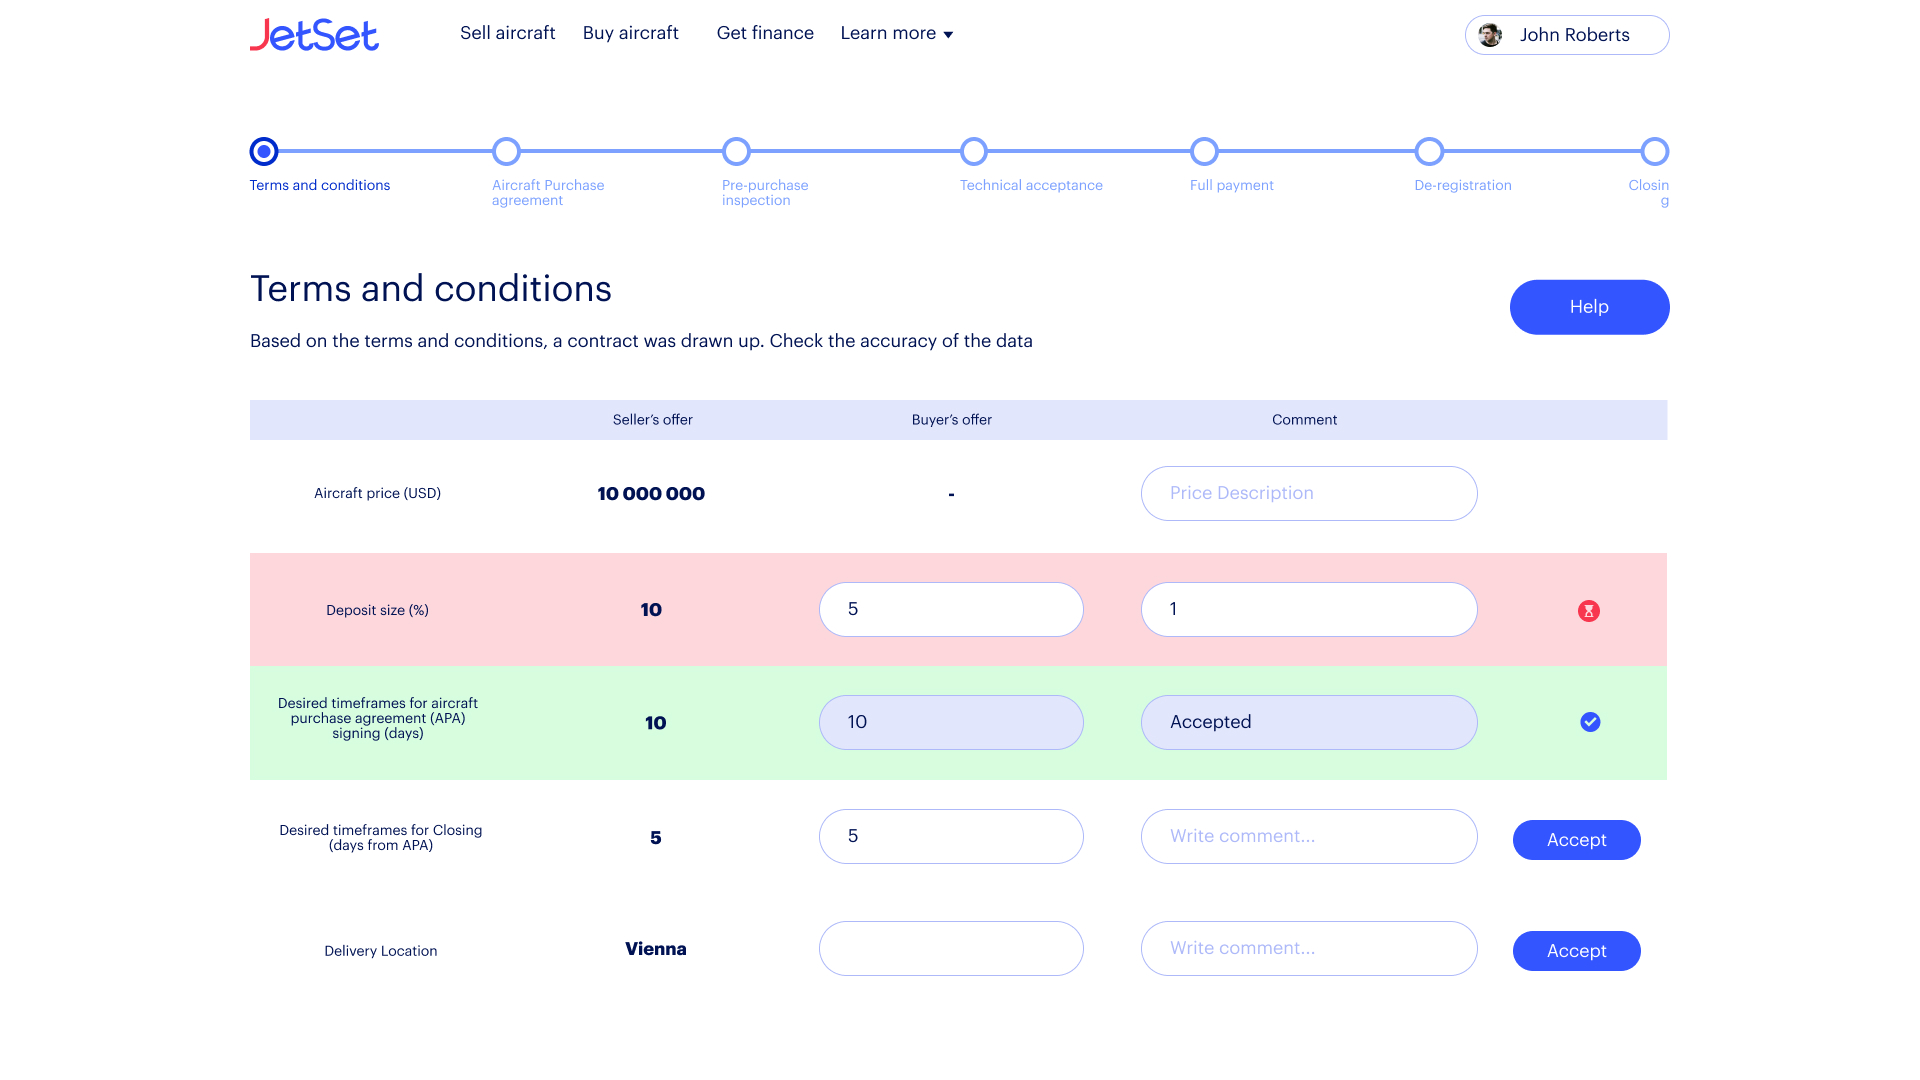 JetSet
Sell aircraft
Buy aircraft
Get finance
Learn more
John Roberts
Terms and conditions
Aircraft Purchase
agreement
Pre-purchase
inspection
Technical acceptance
Full payment
De-registration
Closin
g
Terms and conditions
Help
Based on the terms and conditions, a contract was drawn up. Check the accuracy of the data
Seller’s offer
Buyer’s offer
Comment
Aircraft price (USD)
10 000 000
-
Price Description
Deposit size (%)
10
5
1
Desired timeframes for aircraft
purchase agreement (APA)
signing (days)
10
10
Accepted
Desired timeframes for Closing
(days from APA)
5
5
Write comment...
Accept
Delivery Location
Vienna
Write comment...
Accept